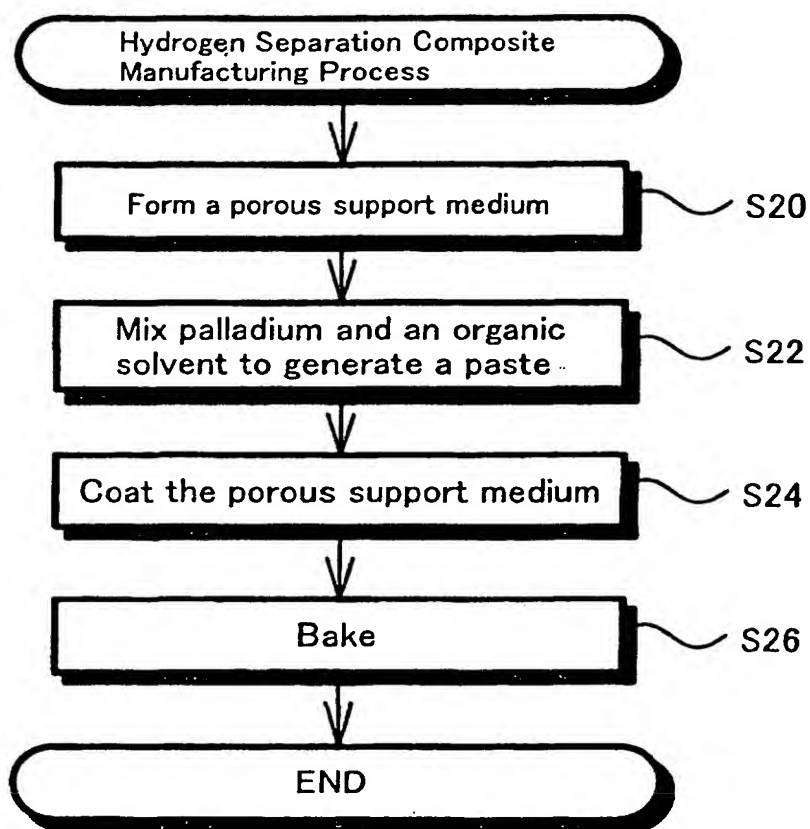 Hydrogen Separation Composite
Manufacturing Process
Form a porous support medium
S20
Mix palladium and an organic
solvent to generate a paste
S22
Coat the porous support medium
S24
Bake
S26
END